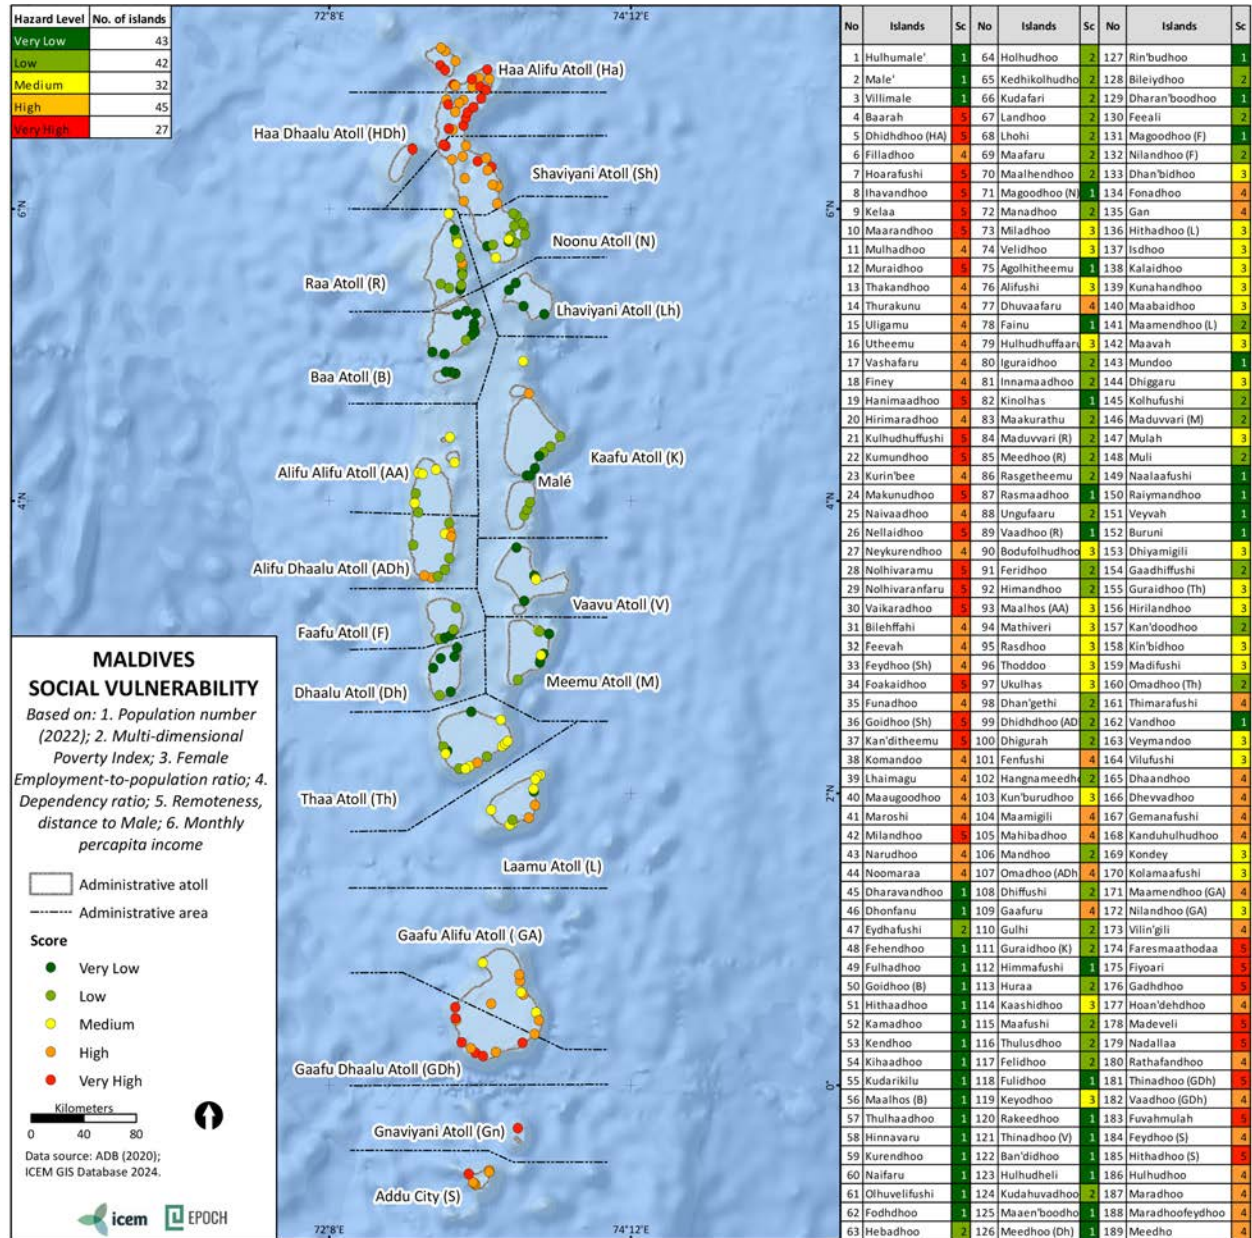 Hazard Level No. of islands
Very Low 43
Low 42
Medium 32
High 45
Very High 27
72°8'E 74°12'E
Haa Alifu Atoll (Ha)
Haa Dhaalu Atoll (HDh)
Shaviyani Atoll (Sh)
6°N 6°N
Noonu Atoll (N)
Raa Atoll (R)
Lhaviyani Atoll (Lh)
Baa Atoll (B)
Kaafu Atoll (K)
Alifu Alifu Atoll (AA)
Malé
4°N 4°N
Alifu Dhaalu Atoll (ADh)
Vaavu Atoll (V)
Faafu Atoll (F)
Meemu Atoll (M)
Dhaalu Atoll (Dh)
Thaa Atoll (Th)
2°N
Laamu Atoll (L)
Gaafu Alifu Atoll ( GA)
Gaafu Dhaalu Atoll (GDh)
0°
Gnaviyani Atoll (Gn)
Addu City (S)
72°8'E 74°12'E
MALDIVES
SOCIAL VULNERABILITY
Based on: 1. Population number
(2022); 2. Multi-dimensional
Poverty Index; 3. Female
Employment-to-population ratio; 4.
Dependency ratio; 5. Remoteness,
distance to Male; 6. Monthly
percapita income
Administrative atoll
Administrative area
Score
Very Low
Low
Medium
High
Very High
Kilometers
0 40 80
Data source: ADB (2020);
ICEM GIS Database 2024.
icem EPOCH
No Islands Sc No Islands Sc No Islands Sc
1 Hulhumale' 1 64 Holhudhoo 2 127 Rin'budhoo 1
2 Male' 1 65 Kedhikolhudho 2 128 Bileiydhoo 2
3 Villimale 1 66 Kudafari 2 129 Dharan'boodhoo 1
4 Baarah 5 67 Landhoo 2 130 Feeali 2
5 Dhidhdhoo (HA) 5 68 Lhohi 2 131 Magoodhoo (F) 1
6 Filladhoo 4 69 Maafaru 2 132 Nilandhoo (F) 2
7 Hoarafushi 5 70 Maalhendhoo 2 133 Dhan'bidhoo 3
8 Ihavandhoo 5 71 Magoodhoo (N) 1 134 Fonadhoo 4
9 Kelaa 5 72 Manadhoo 2 135 Gan 4
10 Maarandhoo 5 73 Miladhoo 3 136 Hithadhoo (L) 3
11 Mulhadhoo 4 74 Velidhoo 3 137 Isdhoo 3
12 Muraidhoo 5 75 Agolhitheemu 1 138 Kalaidhoo 3
13 Thakandhoo 4 76 Alifushi 3 139 Kunahandhoo 3
14 Thurakunu 4 77 Dhuvaafaru 4 140 Maabaidhoo 3
15 Uligamu 4 78 Fainu 1 141 Maamendhoo (L) 2
16 Utheemu 4 79 Hulhudhuffaaru 3 142 Maavah 3
17 Vashafaru 4 80 Iguraidhoo 2 143 Mundoo 1
18 Finey 4 81 Innamaadhoo 2 144 Dhiggaru 3
19 Hanimaadhoo 5 82 Kinolhas 1 145 Kolhufushi 2
20 Hirimaradhoo 4 83 Maakurathu 2 146 Maduvvari (M) 2
21 Kulhudhuffushi 5 84 Maduvvari (R) 2 147 Mulah 3
22 Kumundhoo 5 85 Meedhoo (R) 2 148 Muli 2
23 Kurin'bee 4 86 Rasgetheemu 2 149 Naalaafushi 1
24 Makunudhoo 5 87 Rasmaadhoo 1 150 Raiymandhoo 1
25 Naivaadhoo 4 88 Ungufaaru 2 151 Veyvah 1
26 Nellaidhoo 5 89 Vaadhoo (R) 1 152 Buruni 1
27 Neykurendhoo 4 90 Bodufolhudhoo 3 153 Dhiyamigili 3
28 Nolhivaramu 5 91 Feridhoo 2 154 Gaadhiffushi 2
29 Nolhivaranfaru 5 92 Himandhoo 2 155 Guraidhoo (Th) 3
30 Vaikaradhoo 5 93 Maalhos (AA) 3 156 Hirilandhoo 3
31 Bilehffahi 4 94 Mathiveri 3 157 Kan'doodhoo 2
32 Feevah 4 95 Rasdhoo 3 158 Kin'bidhoo 3
33 Feydhoo (Sh) 4 96 Thoddoo 3 159 Madifushi 3
34 Foakaidhoo 5 97 Ukulhas 3 160 Omadhoo (Th) 2
35 Funadhoo 4 98 Dhan'gethi 2 161 Thimarafushi 4
36 Goidhoo (Sh) 5 99 Dhidhdhoo (AD 2 162 Vandhoo 1
37 Kan'ditheemu 5 100 Dhigurah 2 163 Veymandoo 3
38 Komandoo 4 101 Fenfushi 4 164 Vilufushi 3
39 Lhaimagu 4 102 Hangnameedh 2 165 Dhaandhoo 4
40 Maaugoodhoo 4 103 Kun'burudhoo 3 166 Dhevvadhoo 4
41 Maroshi 4 104 Maamigili 4 167 Gemanafushi 4
42 Milandhoo 5 105 Mahibadhoo 4 168 Kanduhulhudhoo 4
43 Narudhoo 4 106 Mandhoo 2 169 Kondey 3
44 Noomaraa 4 107 Omadhoo (ADh 4 170 Kolamaafushi 3
45 Dharavandhoo 1 108 Dhiffushi 2 171 Maamendhoo (GA) 4
46 Dhonfanu 1 109 Gaafuru 4 172 Nilandhoo (GA) 3
47 Eydhafushi 2 110 Gulhi 2 173 Vilin'gili 4
48 Fehendhoo 1 111 Guraidhoo (K) 2 174 Faresmaathodaa 5
49 Fulhadhoo 1 112 Himmafushi 1 175 Fiyoari 5
50 Goidhoo (B) 1 113 Huraa 2 176 Gadhdhoo 5
51 Hithaadhoo 1 114 Kaashidhoo 3 177 Hoan'dehdhoo 4
52 Kamadhoo 1 115 Maafushi 2 178 Madeveli 5
53 Kendhoo 1 116 Thulusdhoo 2 179 Nadallaa 5
54 Kihaadhoo 1 117 Felidhoo 2 180 Rathafandhoo 4
55 Kudarikilu 1 118 Fulidhoo 1 181 Thinadhoo (GDh) 5
56 Maalhos (B) 1 119 Keyodhoo 3 182 Vaadhoo (GDh) 4
57 Thulhaadhoo 1 120 Rakeedhoo 1 183 Fuvahmulah 5
58 Hinnavaru 1 121 Thinadhoo (V) 1 184 Feydhoo (S) 4
59 Kurendhoo 1 122 Ban'didhoo 1 185 Hithadhoo (S) 5
60 Naifaru 1 123 Hulhudheli 1 186 Hulhudhoo 4
61 Olhuvelifushi 1 124 Kudahuvadhoo 2 187 Maradhoo 4
62 Fodhdhoo 1 125 Maaen'boodho 1 188 Maradhoofeydhoo 4
63 Hebadhoo 2 126 Meedhoo (Dh) 1 189 Meedho 4